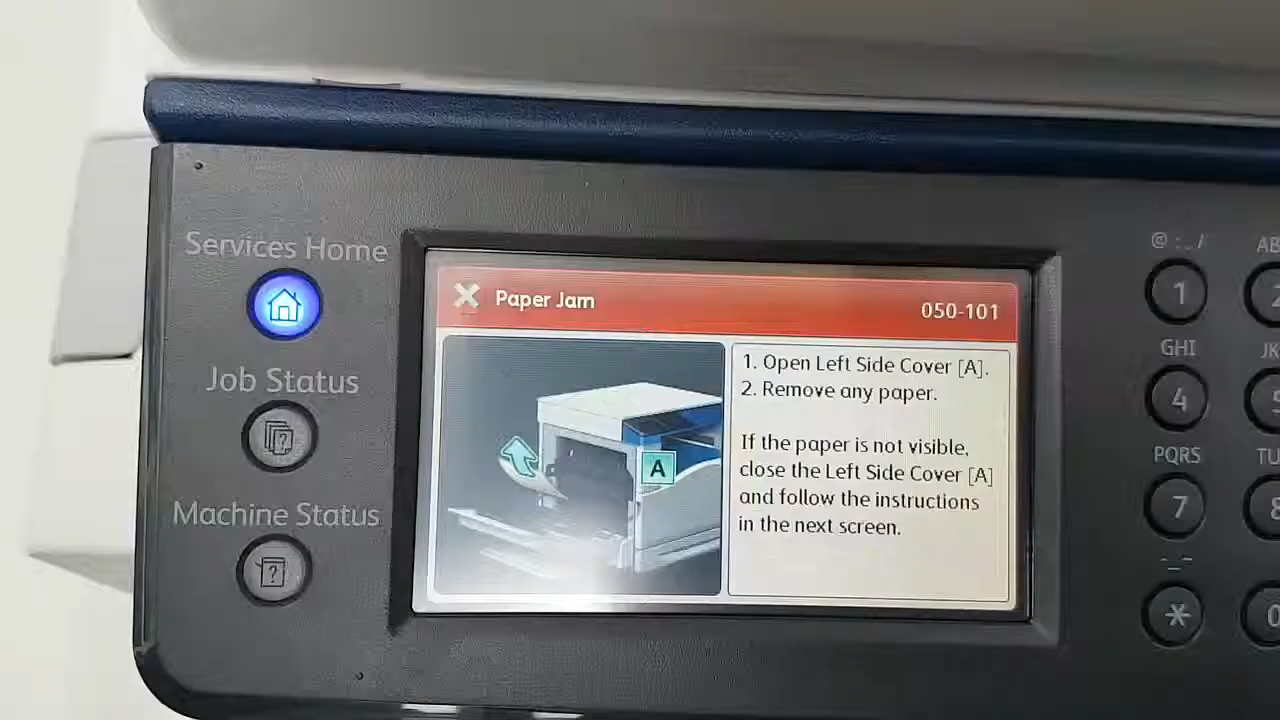 Services Home
Job Status
Machine Status
Paper Jam
050-101
1. Open Left Side Cover [A].
2. Remove any paper.
If the paper is not visible,
close the Left Side Cover [A]
and follow the instructions
in the next screen.
A
@ : . /
1
GHI
JK
4
PQRS
TU
7
*